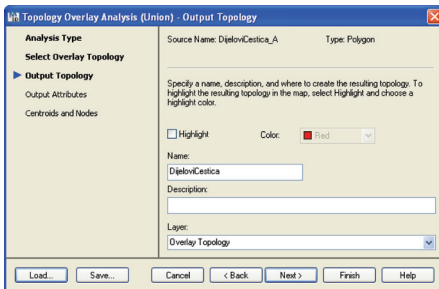 Topology Overlay Analysis (Union) - Output Topology
Analysis Type
Select Overlay Topology
Output Topology
Output Attributes
Centroids and Nodes
Source Name: DijeloviCestica_A Type: Polygon
Specify a name, description, and where to create the resulting topology. To
highlight the resulting topology in the map, select Highlight and choose a
highlight color.
Highlight Color: Red
Name:
DijeloviCestica
Description:
Layer:
Overlay Topology
Load... Save... Cancel < Back Next > Finish Help